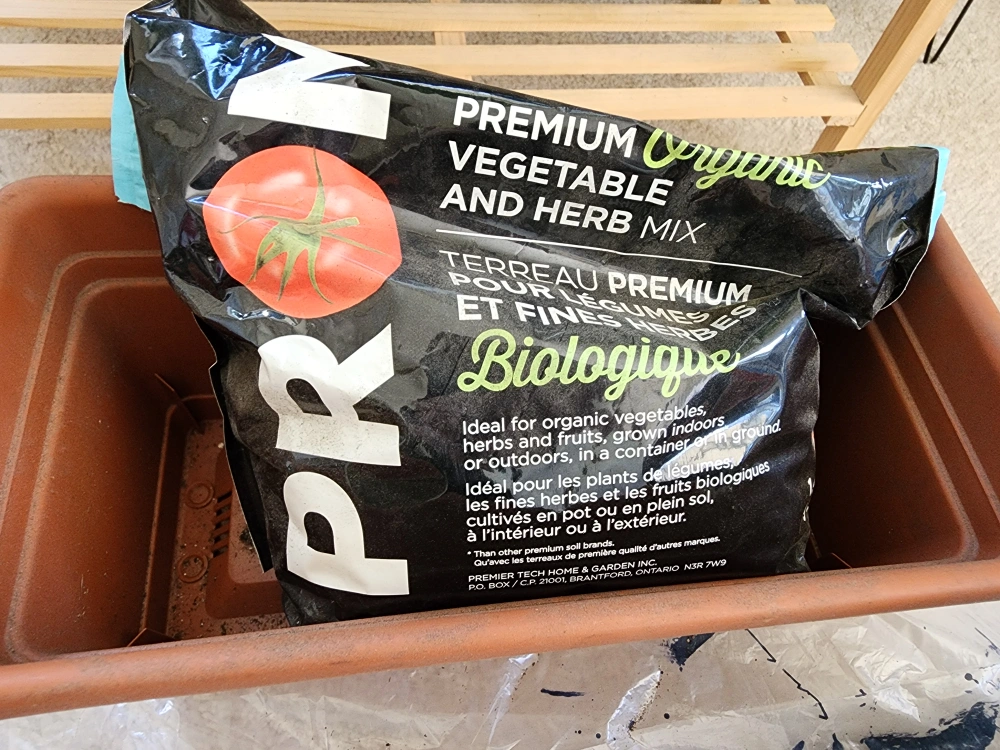 PRO M
PREMIUM Organic
VEGETABLE
AND HERB MIX
TERREAU PREMIUM
POUR LÉGUMES
ET FINES HERBES
Biologique
Ideal for organic vegetables,
herbs and fruits, grown indoors
or outdoors, in a container or in ground.
Idéal pour les plants de légumes,
les fines herbes et les fruits biologiques
cultivés en pot ou en plein sol,
à l'intérieur ou à l'extérieur.
* Than other premium soil brands.
Qu'avec les terreaux de première qualité d'autres marques.
PREMIER TECH HOME & GARDEN INC.
P.O. BOX / C.P. 21001, BRANTFORD, ONTARIO N3R 7W9